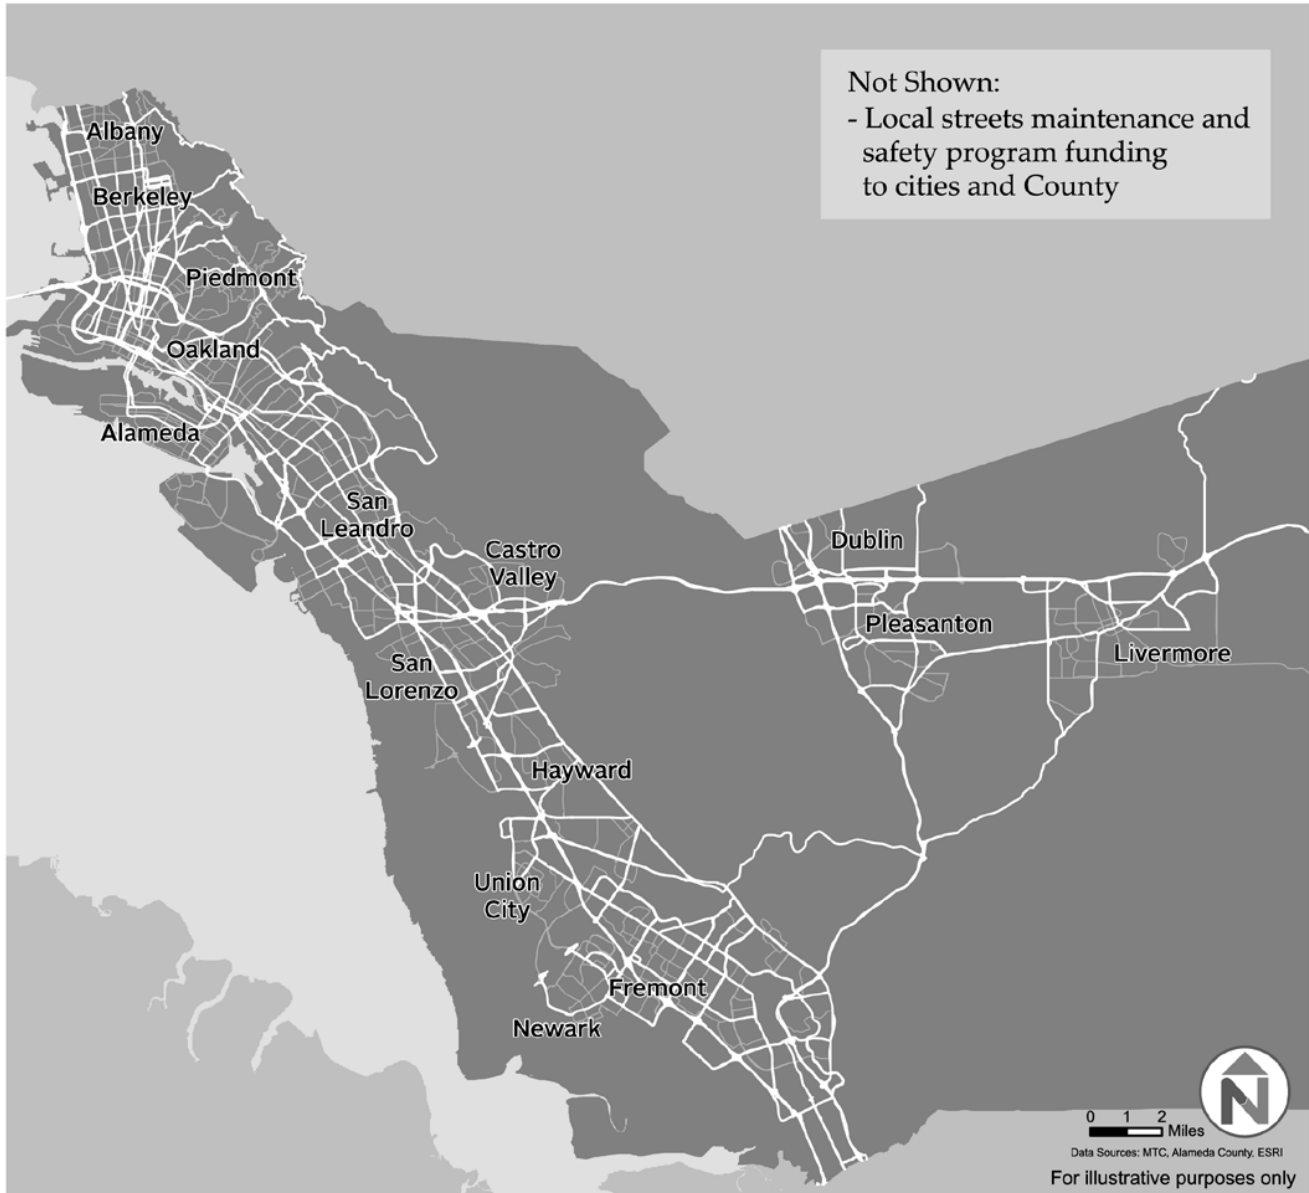 Not Shown:
- Local streets maintenance and
safety program funding
to cities and County
Albany
Berkeley
Piedmont
Oakland
Alameda
San
Leandro
Castro
Valley
Dublin
Pleasanton
Livermore
San
Lorenzo
Hayward
Union
City
Fremont
Newark
N
0 1 2
Miles
Data Sources: MTC, Alameda County, ESRI
For illustrative purposes only